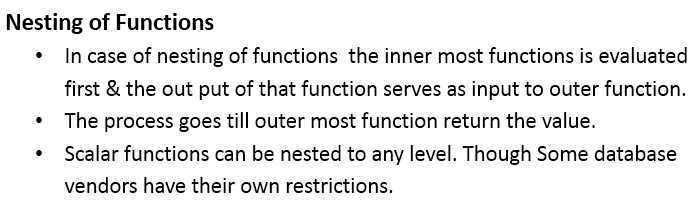 Nesting of Functions
• In case of nesting of functions the inner most functions is evaluated
first & the out put of that function serves as input to outer function.
• The process goes till outer most function return the value.
• Scalar functions can be nested to any level. Though Some database
vendors have their own restrictions.